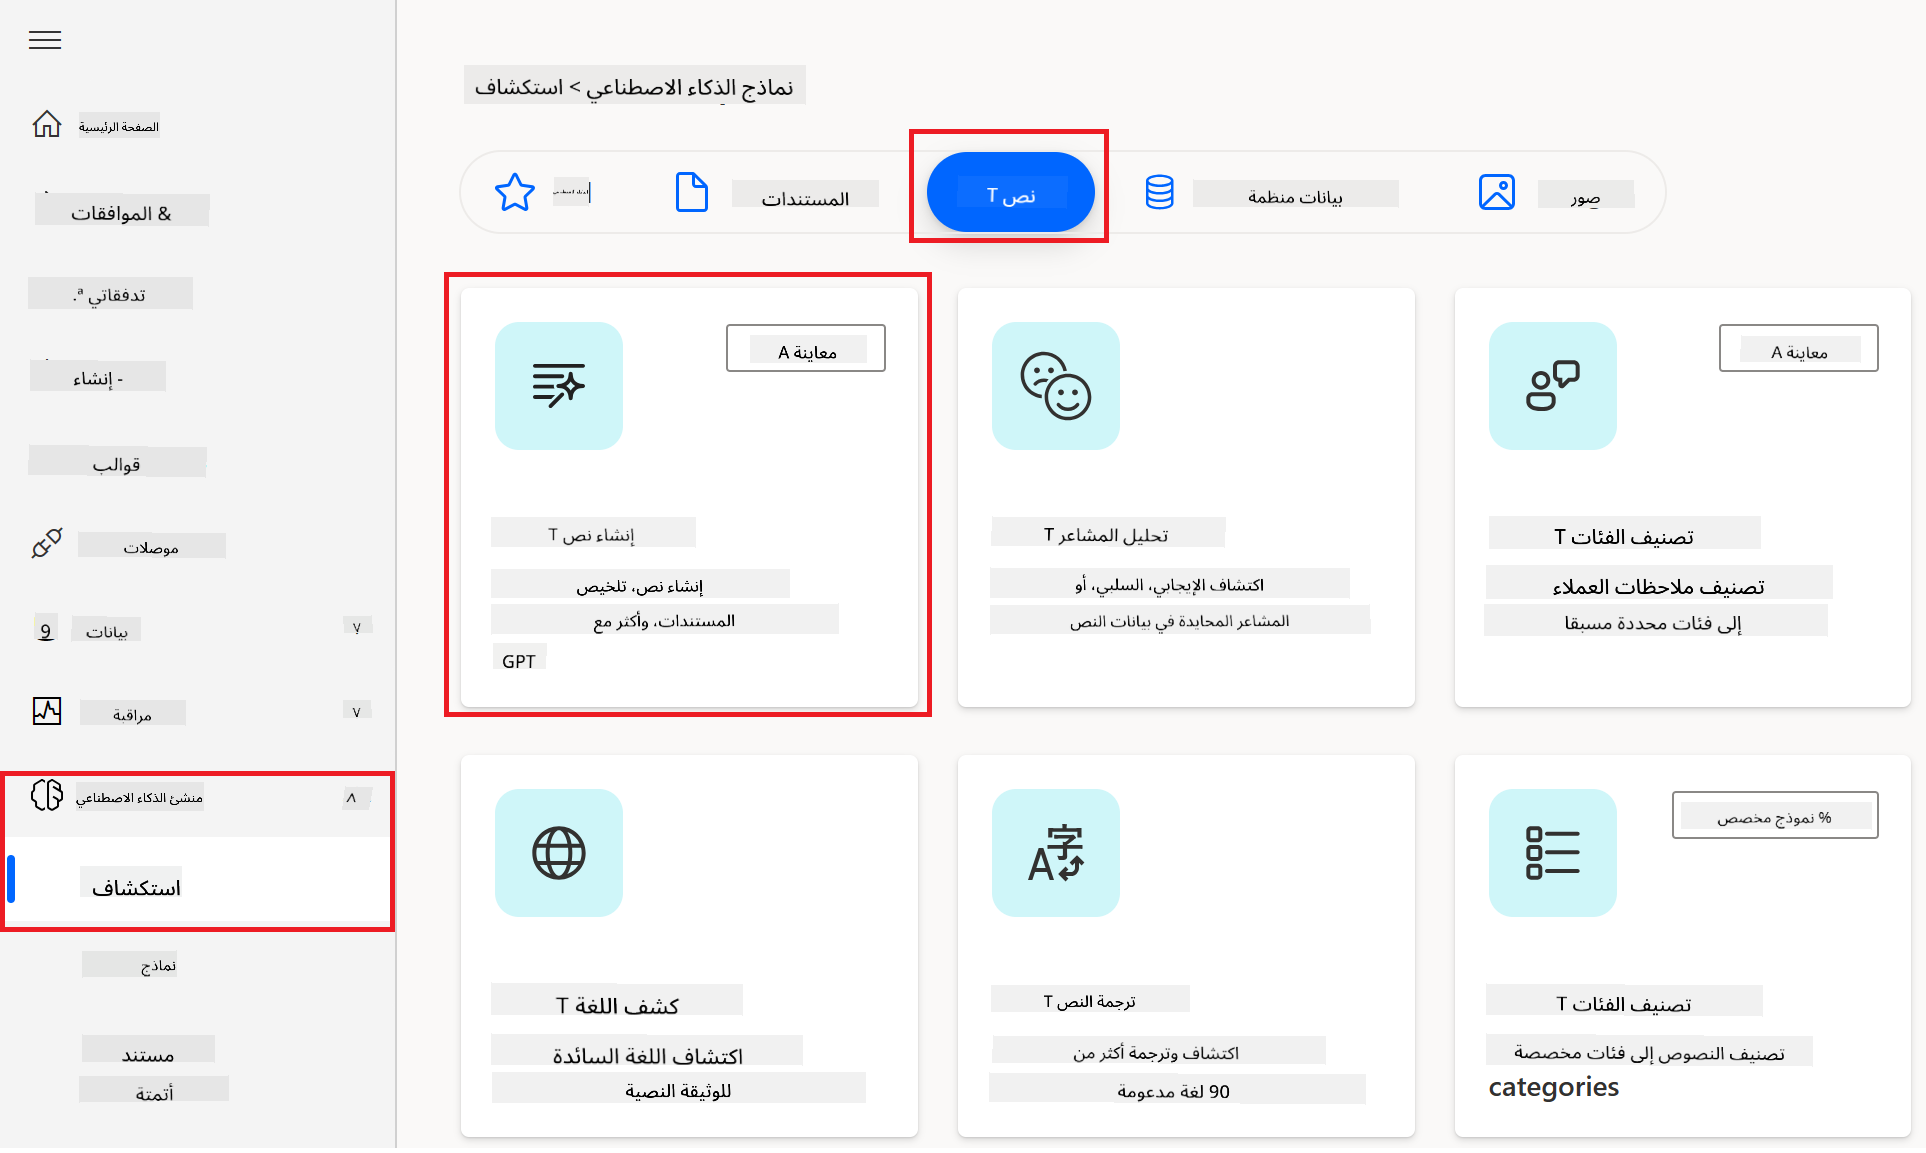 الصفحة الرئيسية
& الموافقات
تدفقاتي
- إنشاء
قوالب
موصلات
9 بيانات
مراقبة
منشئ الذكاء الاصطناعي
استكشاف
نماذج
مستند
أتمتة
نماذج الذكاء الاصطناعي > استكشاف
المستندات
نص T
بيانات منظمة
صور
معاينة A
إنشاء نص T
إنشاء نص، تلخيص
المستندات، وأكثر مع
GPT
تحليل المشاعر T
اكتشاف الإيجابي، السلبي، أو
المشاعر المحايدة في بيانات النص
معاينة A
تصنيف الفئات T
تصنيف ملاحظات العملاء
إلى فئات محددة مسبقا
كشف اللغة T
اكتشاف اللغة السائدة
للوثيقة النصية
字
A
ترجمة النص T
اكتشاف وترجمة أكثر من
90 لغة مدعومة
% نموذج مخصص
تصنيف الفئات T
تصنيف النصوص إلى فئات مخصصة
categories